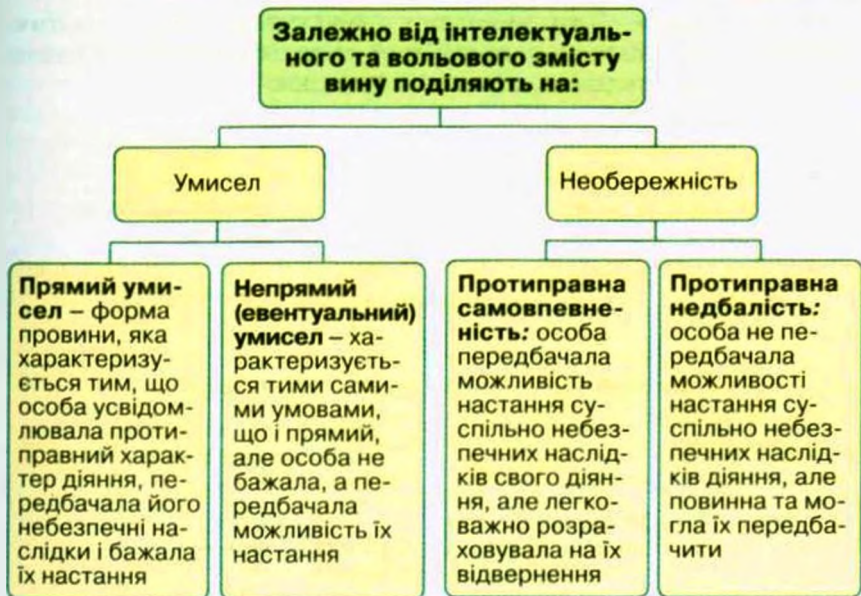 Залежно від інтелектуаль-
ного та вольового змісту
вину поділяють на:
Умисел
Необережність
Прямий уми-
сел – форма
провини, яка
характеризу-
ється тим, що
особа усвідом-
лювала проти-
правний харак-
тер діяння, пе-
редбачала його
небезпечні на-
слідки і бажала
їх настання
Непрямий
(евентуальний)
умисел – ха-
рактеризуєть-
ся тими сами-
ми умовами,
що і прямий,
але особа не
бажала, а пе-
редбачала
можливість їх
настання
Протиправна
самовпевне-
ність: особа
передбачала
можливість
настання су-
спільно небез-
печних наслід-
ків свого діян-
ня, але легко-
важно розра-
ховувала на їх
відвернення
Протиправна
недбалість:
особа не пе-
редбачала
можливості
настання су-
спільно небез-
печних наслід-
ків діяння, але
повинна та мо-
гла їх передба-
чити